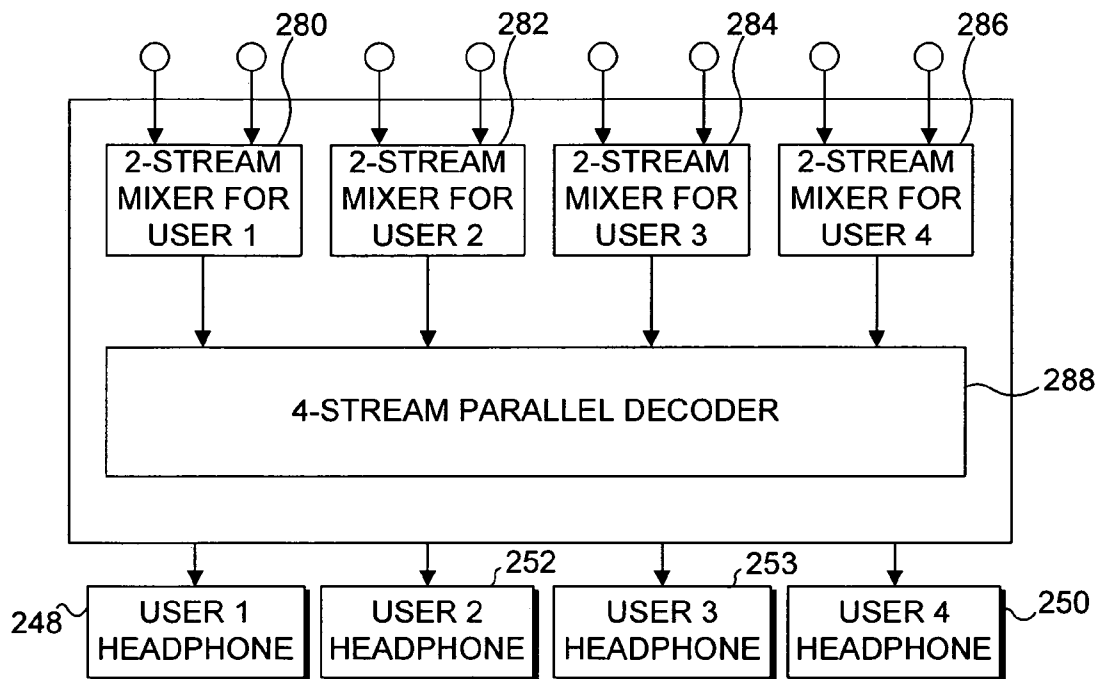 280
282
284
286
2-STREAM MIXER FOR USER 1
2-STREAM MIXER FOR USER 2
2-STREAM MIXER FOR USER 3
2-STREAM MIXER FOR USER 4
4-STREAM PARALLEL DECODER
288
248
USER 1 HEADPHONE
252
USER 2 HEADPHONE
253
USER 3 HEADPHONE
USER 4 HEADPHONE
250